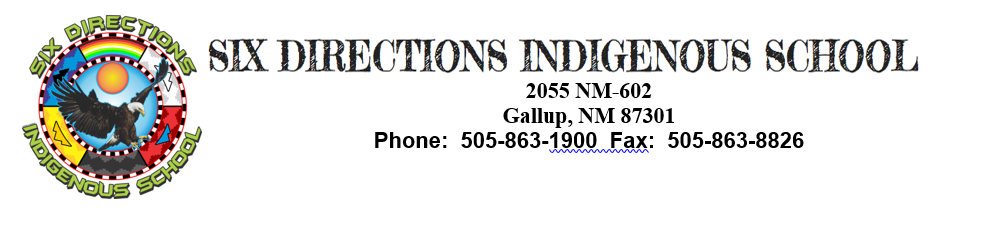 SIX DIRECTIONS
INDIGENOUS SCHOOL
SIX DIRECTIONS INDIGENOUS SCHOOL
2055 NM-602
Gallup, NM 87301
Phone:  505-863-1900  Fax:  505-863-8826